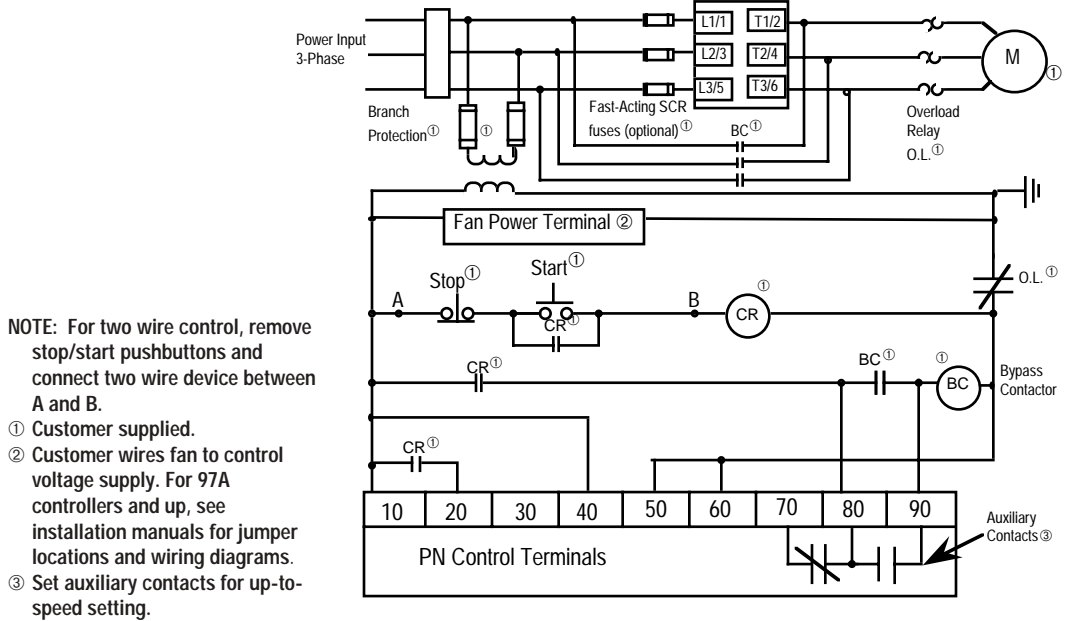 Power Input
3-Phase
L1/1 T1/2
L2/3 T2/4
L3/5 T3/6
M
①
Branch
Protection①
①
Fast-Acting SCR
fuses (optional)①
BC①
Overload
Relay
O.L.①
Fan Power Terminal ②
O.L.①
Stop①
Start①
A
B
①
CR
CR①
CR①
BC①
①
BC
Bypass
Contactor
CR①
10 20 30 40 50 60 70 80 90
PN Control Terminals
Auxiliary
Contacts③
NOTE: For two wire control, remove
stop/start pushbuttons and
connect two wire device between
A and B.
① Customer supplied.
② Customer wires fan to control
voltage supply. For 97A
controllers and up, see
installation manuals for jumper
locations and wiring diagrams.
③ Set auxiliary contacts for up-to-
speed setting.